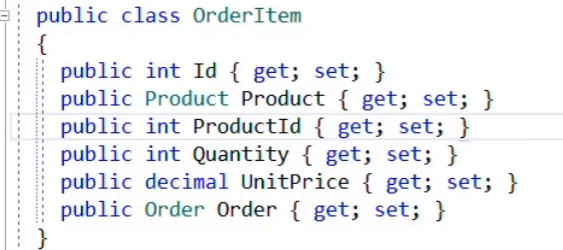 public class OrderItem
{
public int Id { get; set; }
public Product Product { get; set; }
public int ProductId { get; set; }
public int Quantity { get; set; }
public decimal UnitPrice { get; set; }
public Order Order { get; set; }
}